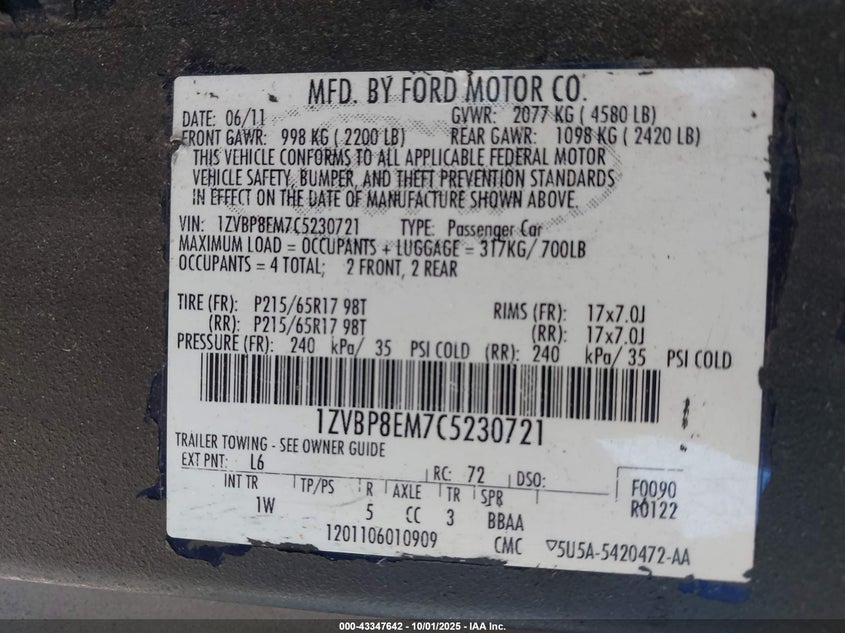 MFD. BY FORD MOTOR CO.
DATE: 06/11 GVWR: 2077 KG ( 4580 LB)
FRONT GAWR: 998 KG ( 2200 LB) REAR GAWR: 1098 KG ( 2420 LB)
THIS VEHICLE CONFORMS TO ALL APPLICABLE FEDERAL MOTOR
VEHICLE SAFETY, BUMPER, AND THEFT PREVENTION STANDARDS
IN EFFECT ON THE DATE OF MANUFACTURE SHOWN ABOVE.
VIN: 1ZVBP8EM7C5230721 TYPE: Passenger Car
MAXIMUM LOAD = OCCUPANTS + LUGGAGE = 317KG/ 700LB
OCCUPANTS = 4 TOTAL; 2 FRONT, 2 REAR
TIRE (FR): P215/65R17 98T RIMS (FR): 17x7.0J
(RR): P215/65R17 98T (RR): 17x7.0J
PRESSURE (FR): 240 kPa/ 35 PSI COLD (RR): 240 kPa/ 35 PSI COLD
1ZVBP8EM7C5230721
TRAILER TOWING - SEE OWNER GUIDE
EXT PNT: L6 RC: 72 DSO: F0090
INT TR TP/PS R AXLE TR SPR R0122
1W 5 CC 3 BBAA
1201106010909 CMC ▽5U5A-5420472-AA
000-43347642 - 10/01/2025 - IAA Inc.